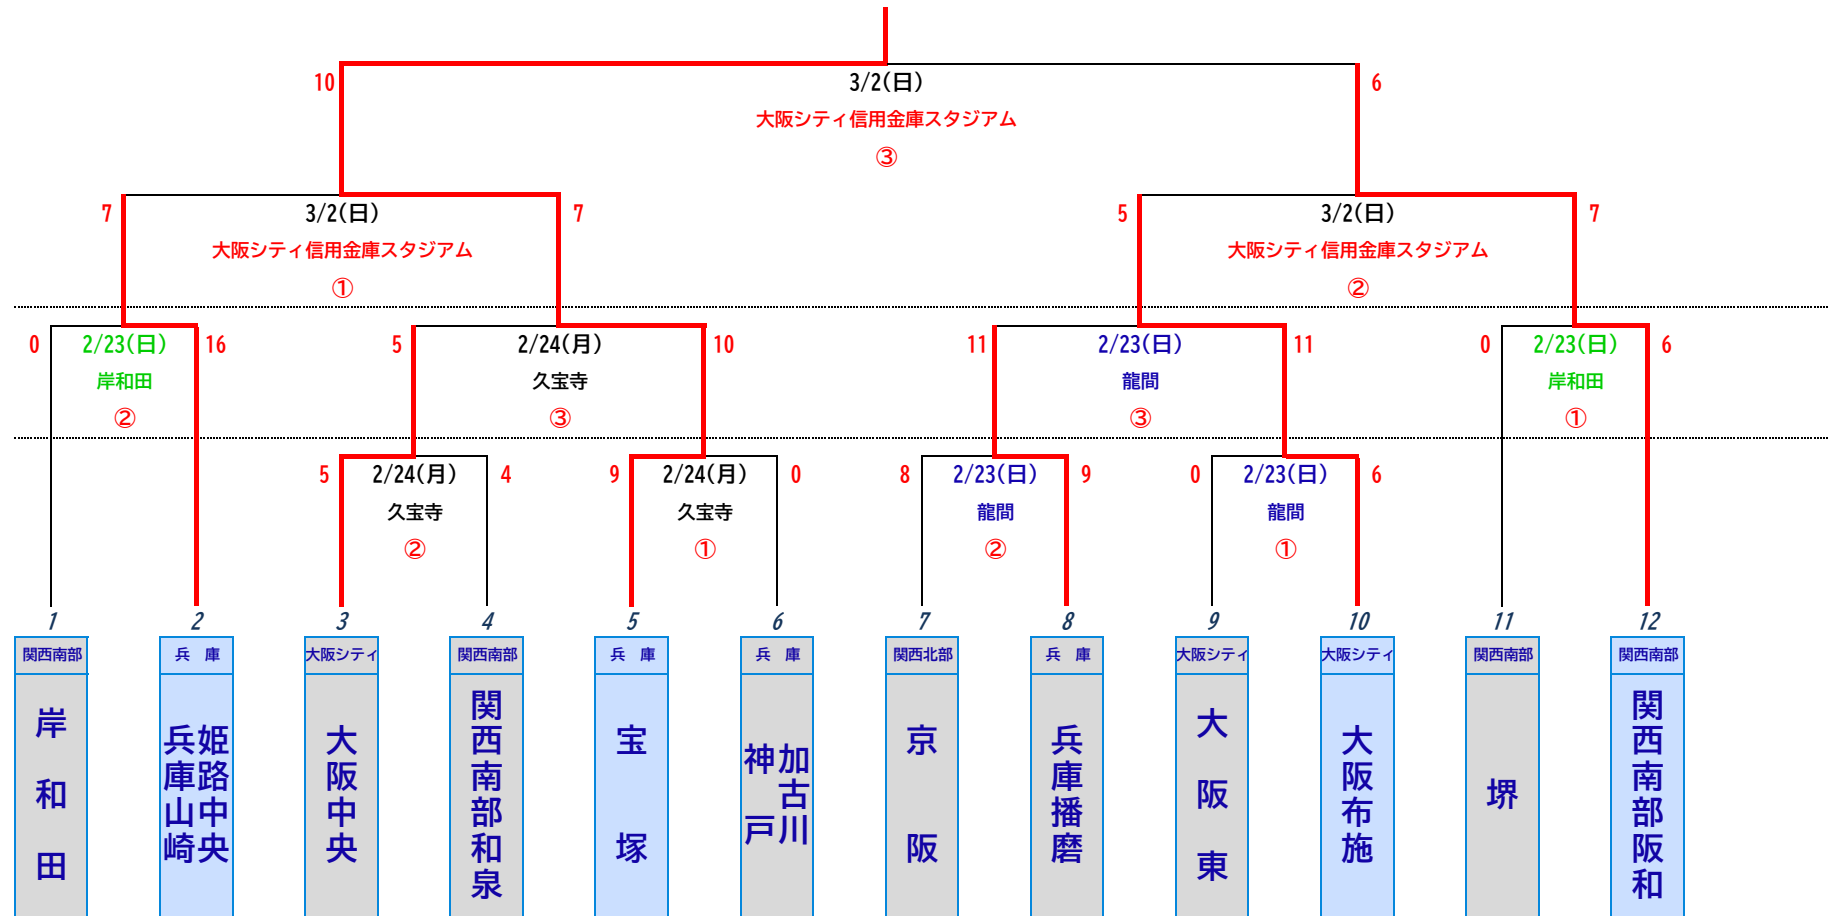 10
3/2(日)
6
大阪シティ信用金庫スタジアム
③
7
3/2(日)
7
5
3/2(日)
7
大阪シティ信用金庫スタジアム
大阪シティ信用金庫スタジアム
①
②
0
2/23(日)
16
5
2/24(月)
10
11
2/23(日)
11
0
2/23(日)
6
岸和田
久宝寺
龍間
岸和田
②
③
③
①
5
2/24(月)
4
9
2/24(月)
0
8
2/23(日)
9
0
2/23(日)
6
久宝寺
久宝寺
龍間
龍間
②
①
②
①
1
2
3
4
5
6
7
8
9
10
11
12
関西南部
兵 庫
大阪シティ
関西南部
兵 庫
兵 庫
関西北部
兵 庫
大阪シティ
大阪シティ
関西南部
関西南部
岸和田
姫路中央
兵庫山崎
大阪中央
関西南部和泉
宝塚
加古川
神戸
京阪
兵庫播磨
大阪東
大阪布施
堺
関西南部阪和